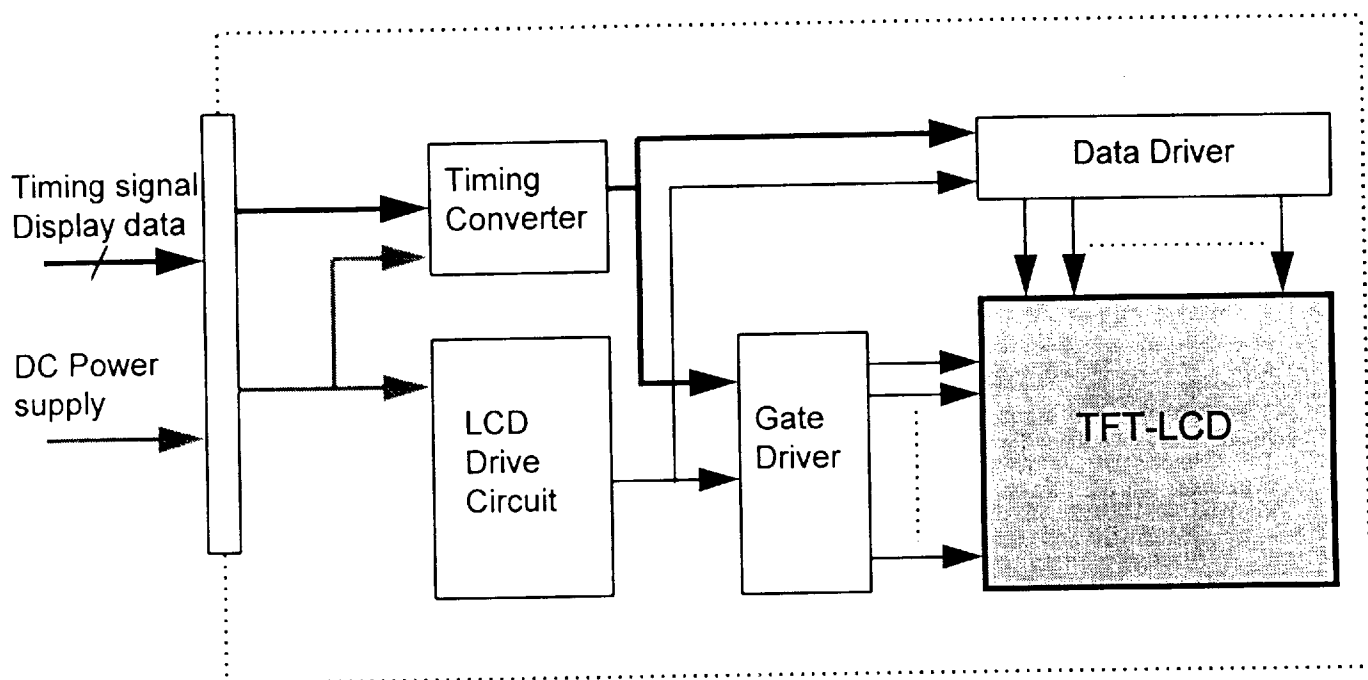 Timing signal
Display data
DC Power
supply
Timing
Converter
LCD
Drive
Circuit
Gate
Driver
Data Driver
TFT-LCD